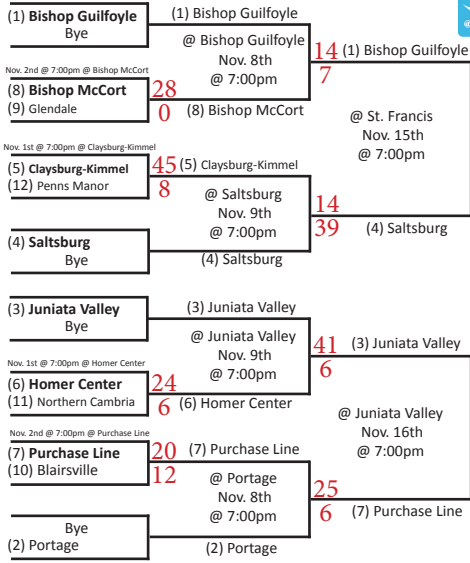 (1) Bishop Guilfoyle
Bye
Nov. 2nd @ 7:00pm @ Bishop McCort
(8) Bishop McCort 28
(9) Glendale 0
Nov. 1st @ 7:00pm @ Claysburg-Kimmel
(5) Claysburg-Kimmel 45
(12) Penns Manor 8
(4) Saltsburg
Bye
(3) Juniata Valley
Bye
Nov. 1st @ 7:00pm @ Homer Center
(6) Homer Center 24
(11) Northern Cambria 6
Nov. 2nd @ 7:00pm @ Purchase Line
(7) Purchase Line 20
(10) Blairsville 12
Bye
(2) Portage
(1) Bishop Guilfoyle
@ Bishop Guilfoyle
Nov. 8th
@ 7:00pm
(8) Bishop McCort
14
7
(5) Claysburg-Kimmel
@ Saltsburg
Nov. 9th
@ 7:00pm
(4) Saltsburg
14
39
(3) Juniata Valley
@ Juniata Valley
Nov. 9th
@ 7:00pm
(6) Homer Center
41
6
(7) Purchase Line
@ Portage
Nov. 8th
@ 7:00pm
(2) Portage
25
6
(1) Bishop Guilfoyle
@ St. Francis
Nov. 15th
@ 7:00pm
(4) Saltsburg
(3) Juniata Valley
@ Juniata Valley
Nov. 16th
@ 7:00pm
(7) Purchase Line